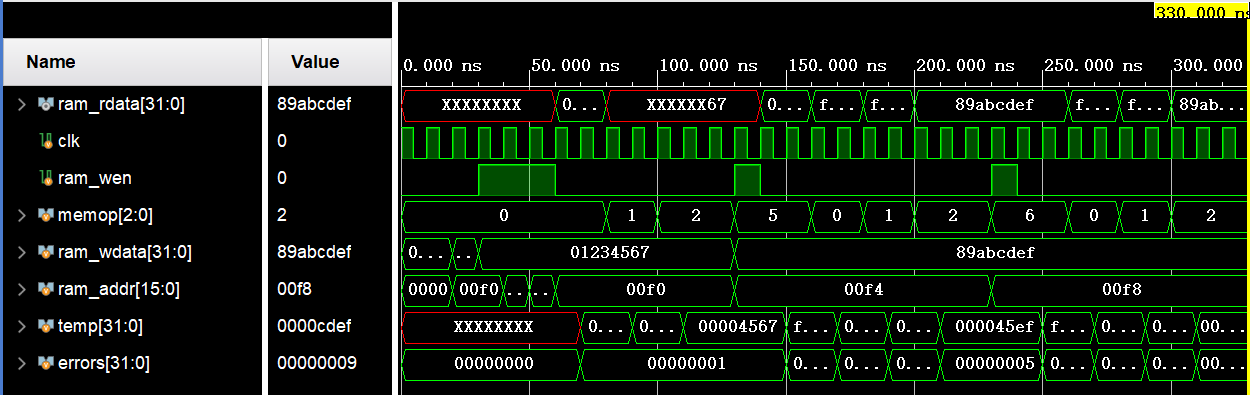 330.000 ns
Name Value
0.000 ns 50.000 ns 100.000 ns 150.000 ns 200.000 ns 250.000 ns 300.000
ram_rdata[31:0] 89abcdef XXXXXXXX 0... XXXXXX67 0... f... f... 89abcdef f... f... 89ab...
clk 0
ram_wen 0
memop[2:0] 2 0 1 2 5 0 1 2 6 0 1 2
ram_wdata[31:0] 89abcdef 0... .. 01234567 89abcdef
ram_addr[15:0] 00f8 0000 00f0 .. .. 00f0 00f4 00f8
temp[31:0] 0000cdef XXXXXXXX 0... 0... 00004567 f... 0... 0... 000045ef f... 0... 0... 00...
errors[31:0] 00000009 00000000 00000001 0... 0... 0... 00000005 0... 0... 0... 00...